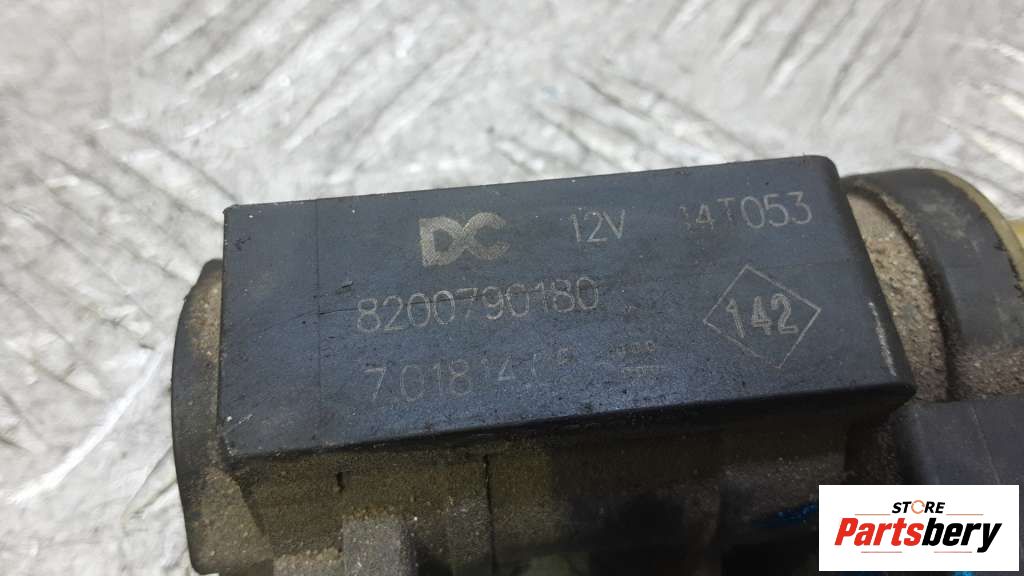 DC 12V 14T053
8200790180
142
STORE
Partsbery